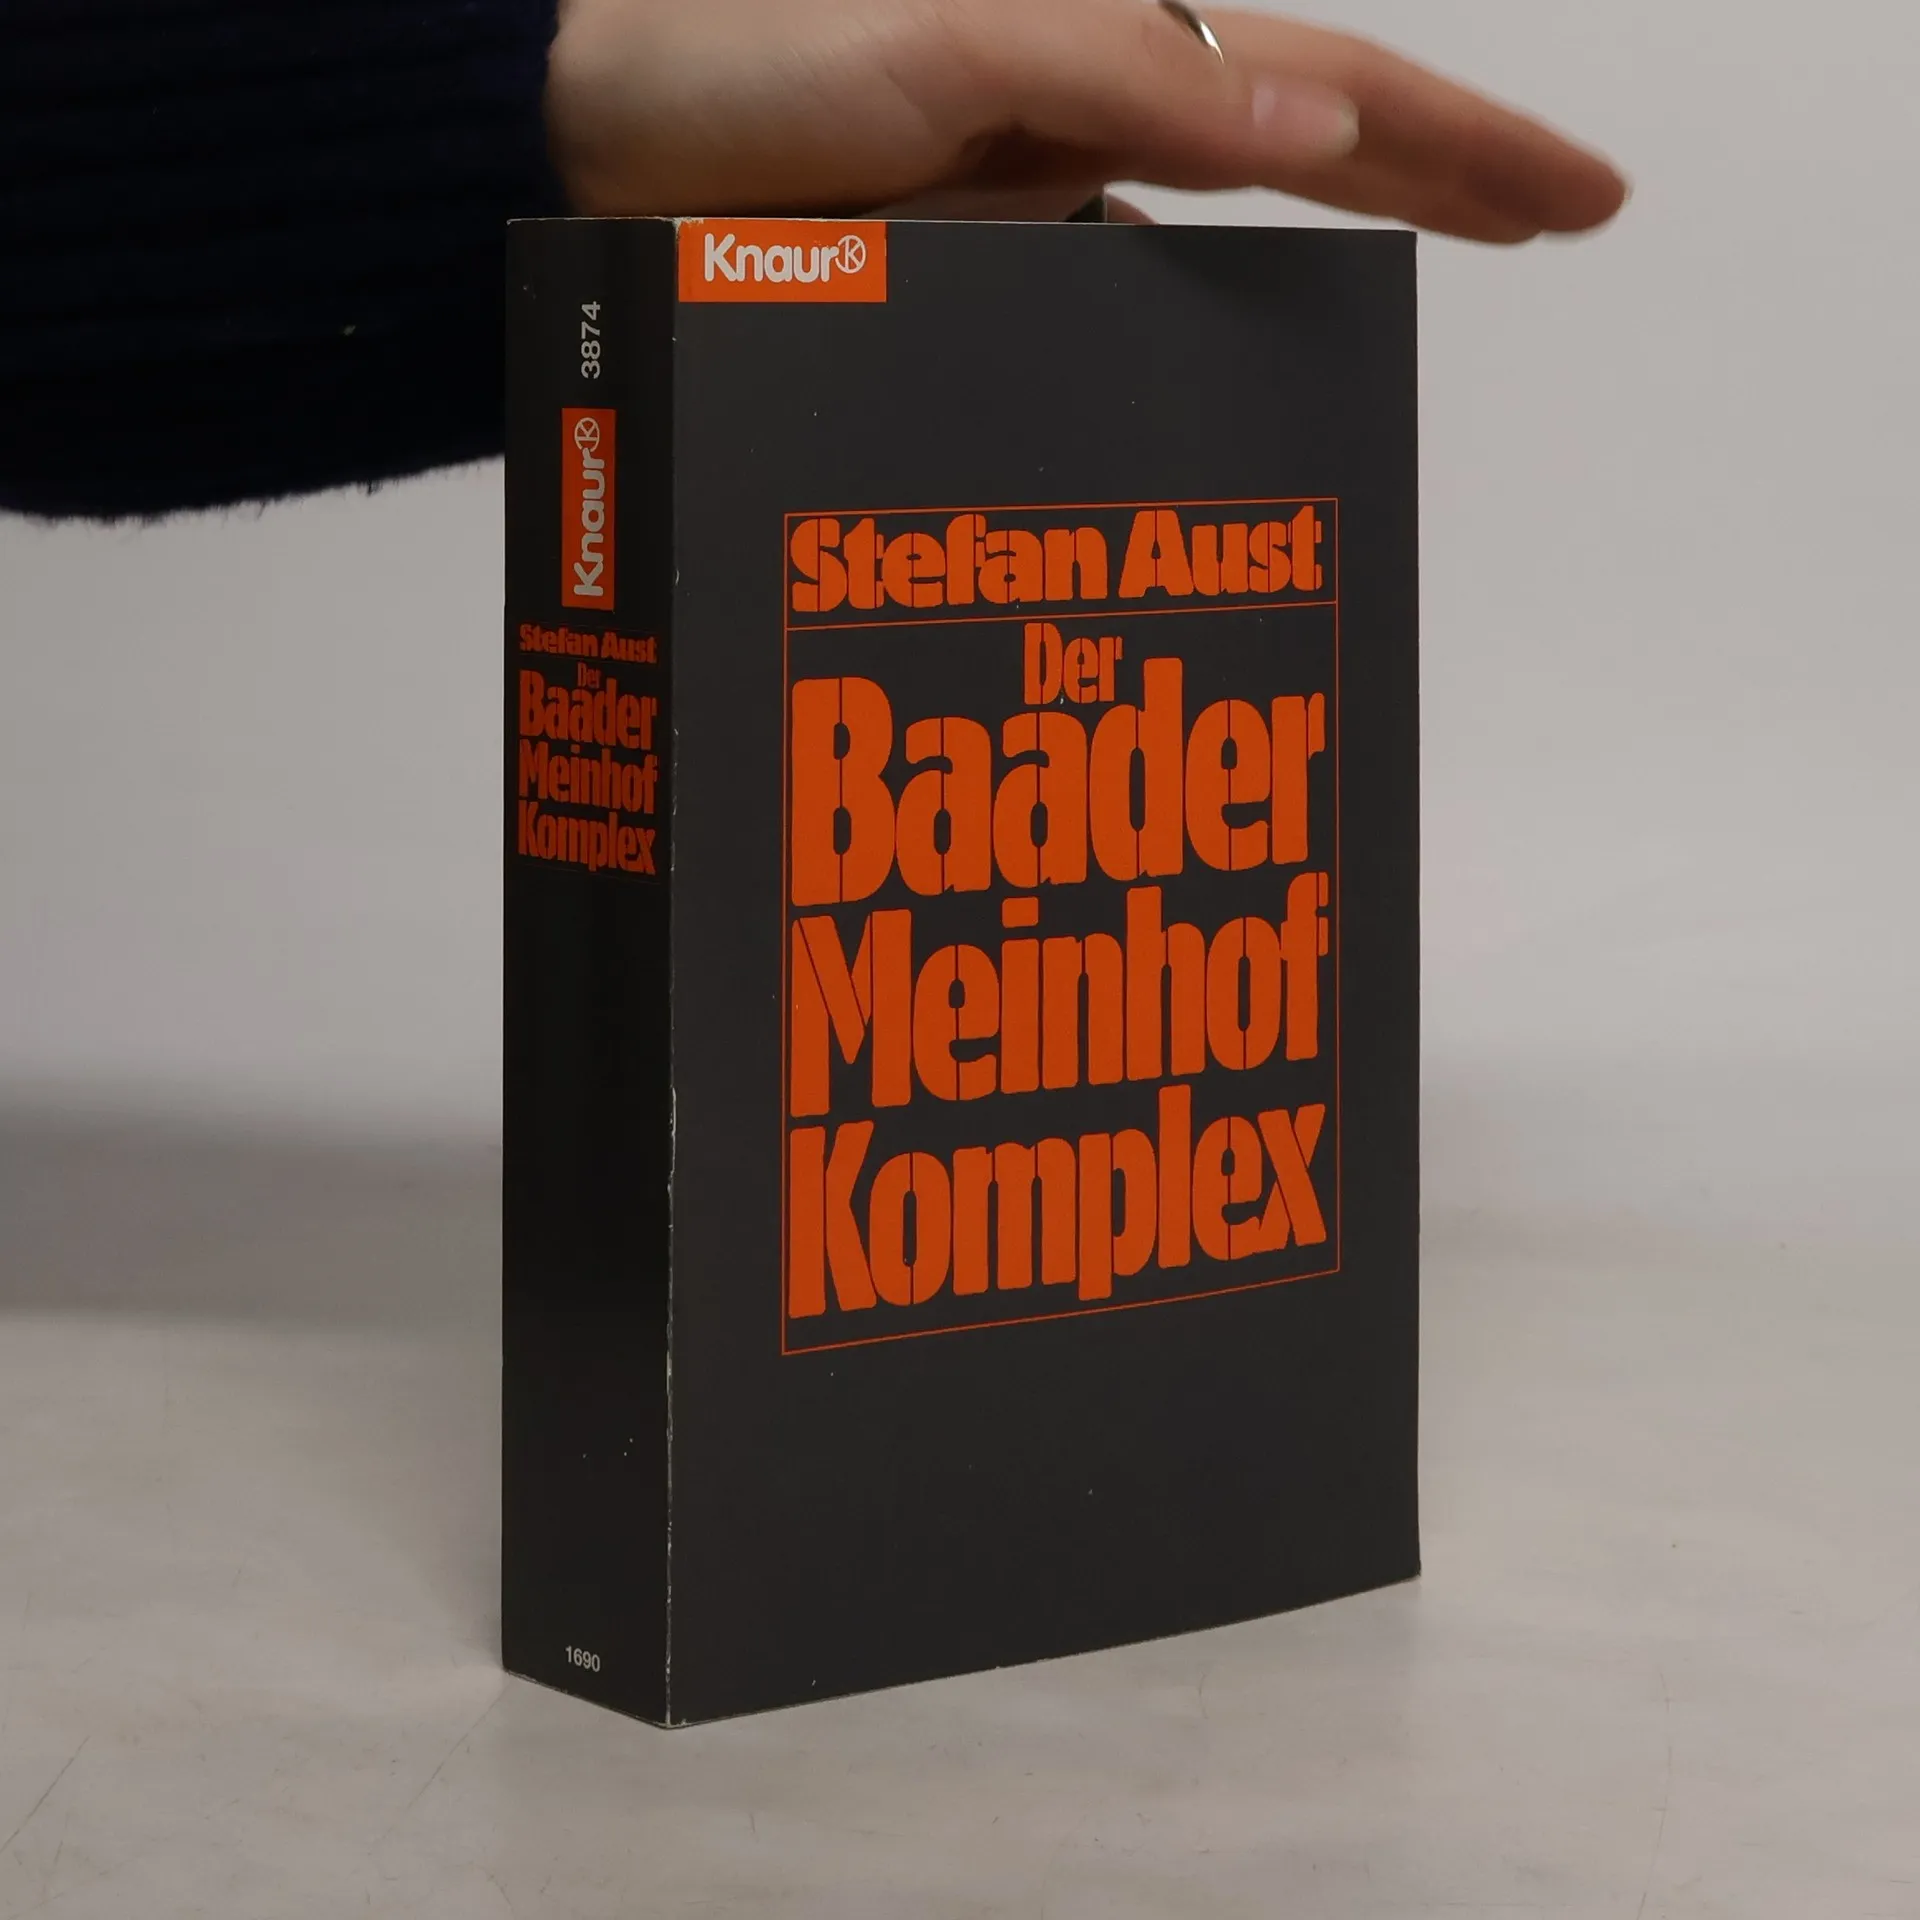 Knaur
3874
Knaur
Stefan Aust
Der
Baader
Meinhof
Komplex
1690
Stefan Aust
Der
Baader
Meinhof
Komplex